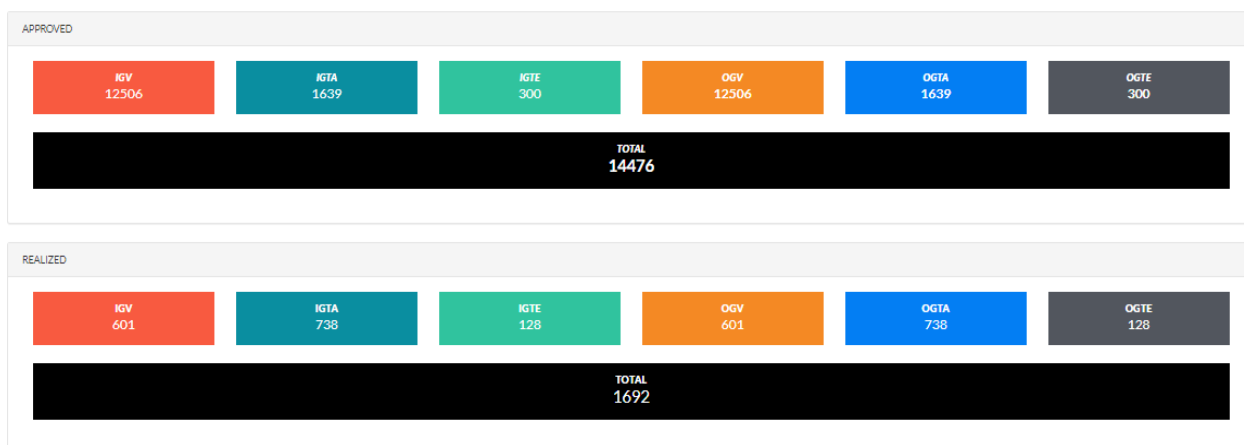 APPROVED
IGV
12506
IGTA
1639
IGTE
300
OGV
12506
OGTA
1639
OGTE
300
TOTAL
14476
REALIZED
IGV
601
IGTA
738
IGTE
128
OGV
601
OGTA
738
OGTE
128
TOTAL
1692